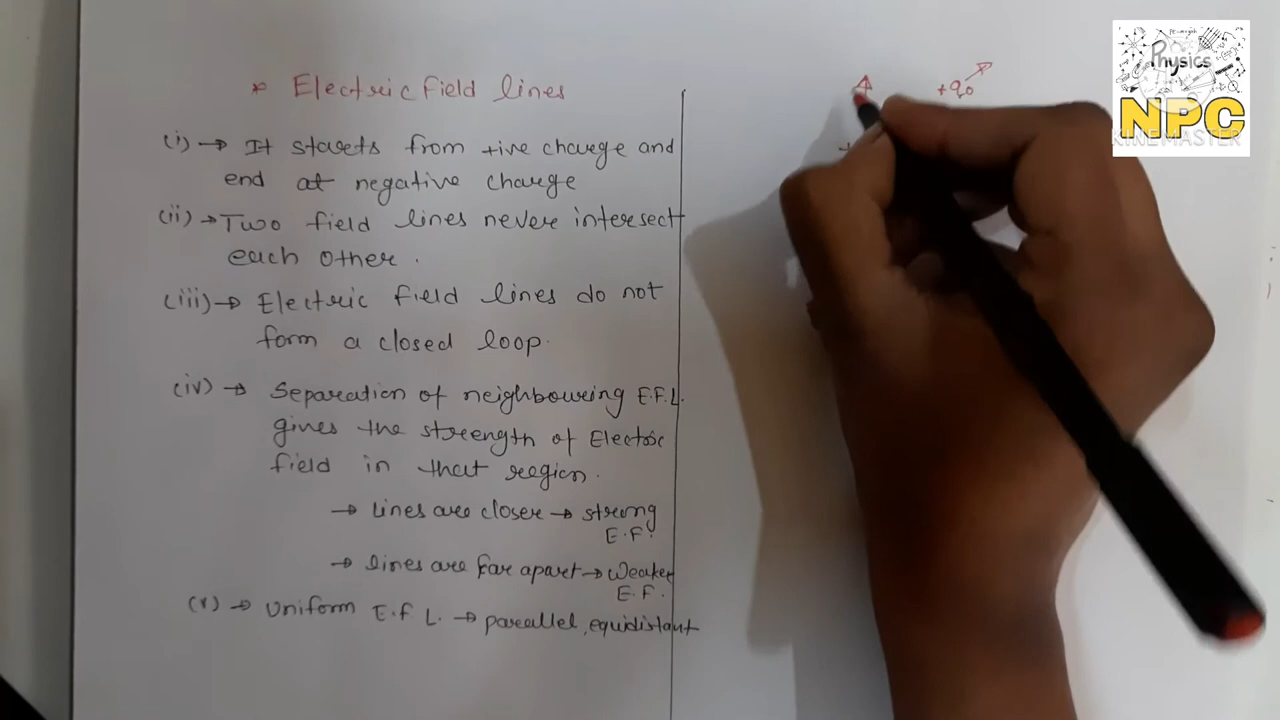 * Electric field lines
(i) → It starts from +ive charge and
end at negative charge
(ii) → Two field lines never intersect
each other.
(iii) → Electric field lines do not
form a closed loop.
(iv) → Separation of neighbouring E.F.L.
gives the strength of Electric
field in that region.
→ lines are closer → strong
E.F.
→ lines are far apart → weaker
E.F.
(v) → Uniform E.F.L. → parallel, equidistant
+q₀
Physics
NPC
KINEMASTER